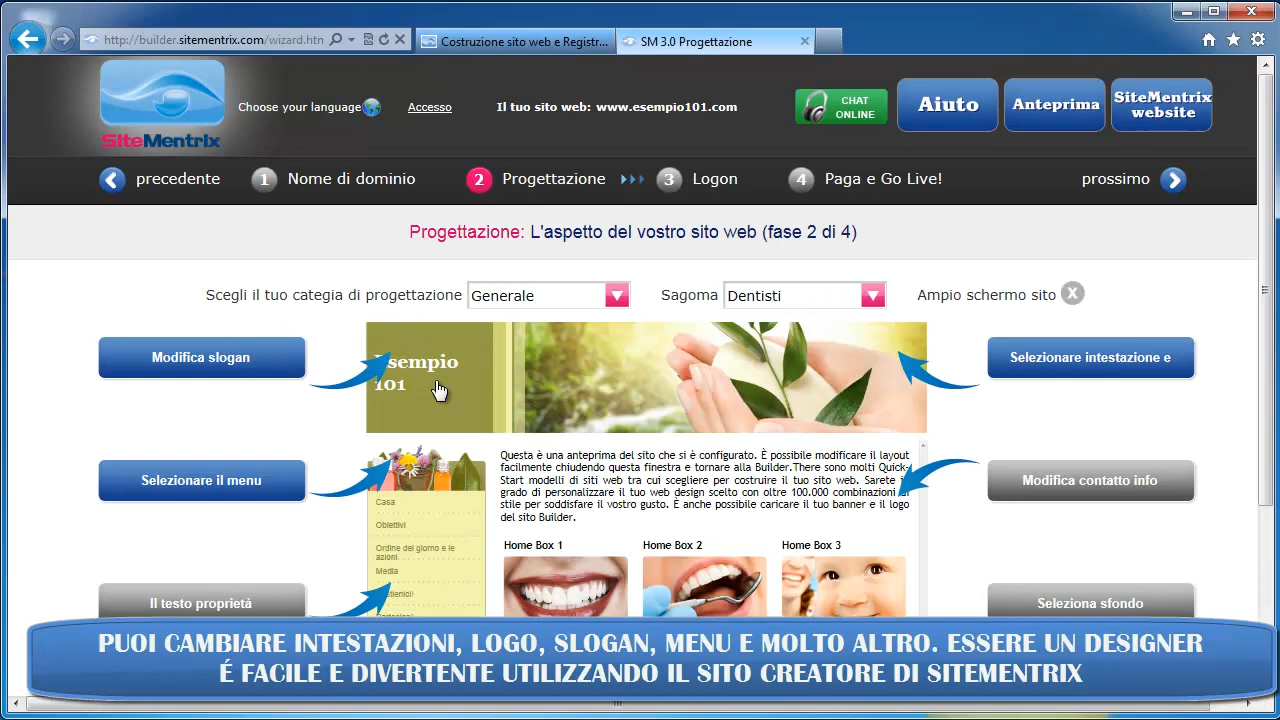 http://builder.sitementrix.com/wizard.htn
Costruzione sito web e Registr...
SM 3.0 Progettazione
SiteMentrix
Choose your language
Accesso
Il tuo sito web: www.esempio101.com
CHAT
ONLINE
Aiuto
Anteprima
SiteMentrix
website
precedente
1 Nome di dominio
2 Progettazione
3 Logon
4 Paga e Go Live!
prossimo
Progettazione: L'aspetto del vostro sito web (fase 2 di 4)
Scegli il tuo categia di progettazione
Generale
Sagoma
Dentisti
Ampio schermo sito
X
Modifica slogan
Esempio
101
Selezionare intestazione e
Selezionare il menu
Questa è una anteprima del sito che si è configurato. È possibile modificare il layout
facilmente chiudendo questa finestra e tornare alla Builder.There sono molti Quick-
Start modelli di siti web tra cui scegliere per costruire il tuo sito web. Sarete
grado di personalizzare il tuo web design scelto con oltre 100.000 combinazioni
stile per soddisfare il vostro gusto. È anche possibile caricare il tuo banner e il logo
del sito Builder.
Modifica contatto info
Casa
Obiettivi
Ordine del giorno e le
azioni
Media
Home Box 1
Home Box 2
Home Box 3
Il testo proprietà
Seleziona sfondo
PUOI CAMBIARE INTESTAZIONI, LOGO, SLOGAN, MENU E MOLTO ALTRO. ESSERE UN DESIGNER
É FACILE E DIVERTENTE UTILIZZANDO IL SITO CREATORE DI SITEMENTRIX